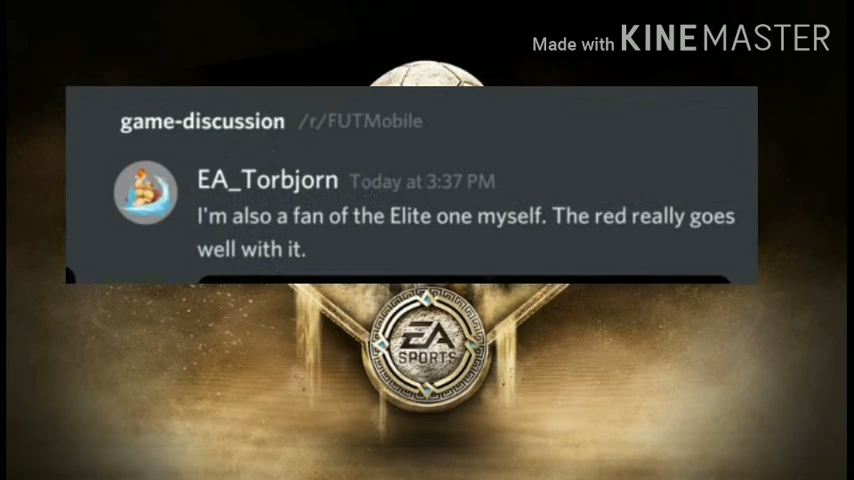 Made with KINEMASTER
game-discussion /r/FUTMobile
EA_Torbjorn Today at 3:37 PM
I'm also a fan of the Elite one myself. The red really goes
well with it.
EA
SPORTS